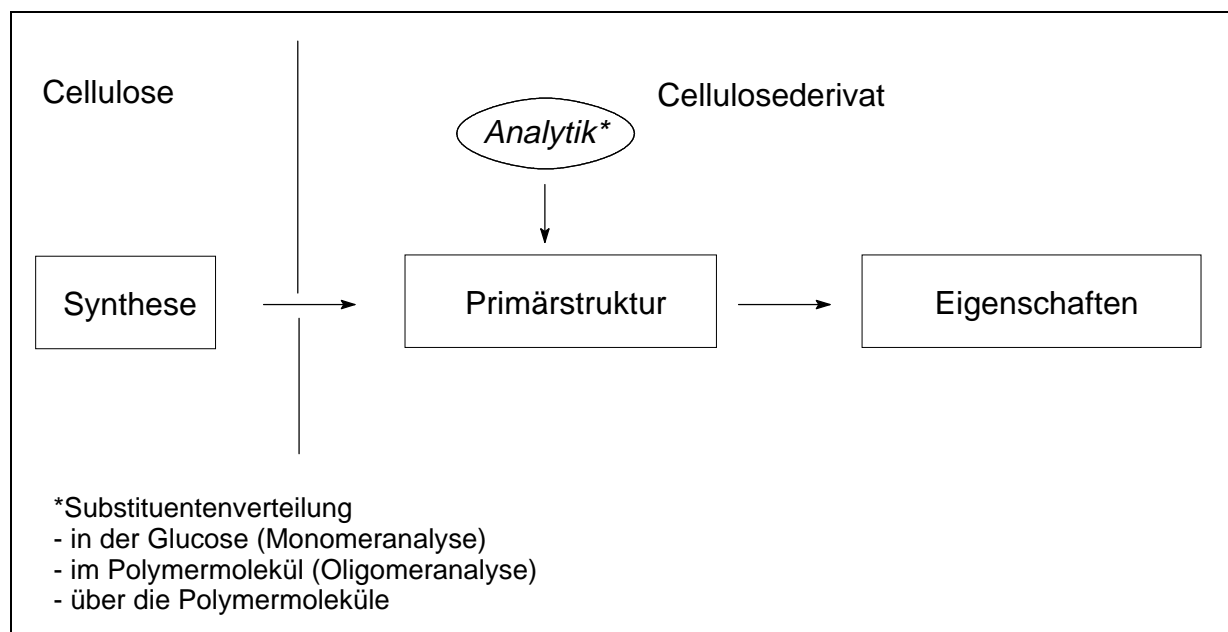 Cellulose
Cellulosederivat
Analytik*
Synthese
Primärstruktur
Eigenschaften
*Substituentenverteilung
- in der Glucose (Monomeranalyse)
- im Polymermolekül (Oligomeranalyse)
- über die Polymermoleküle